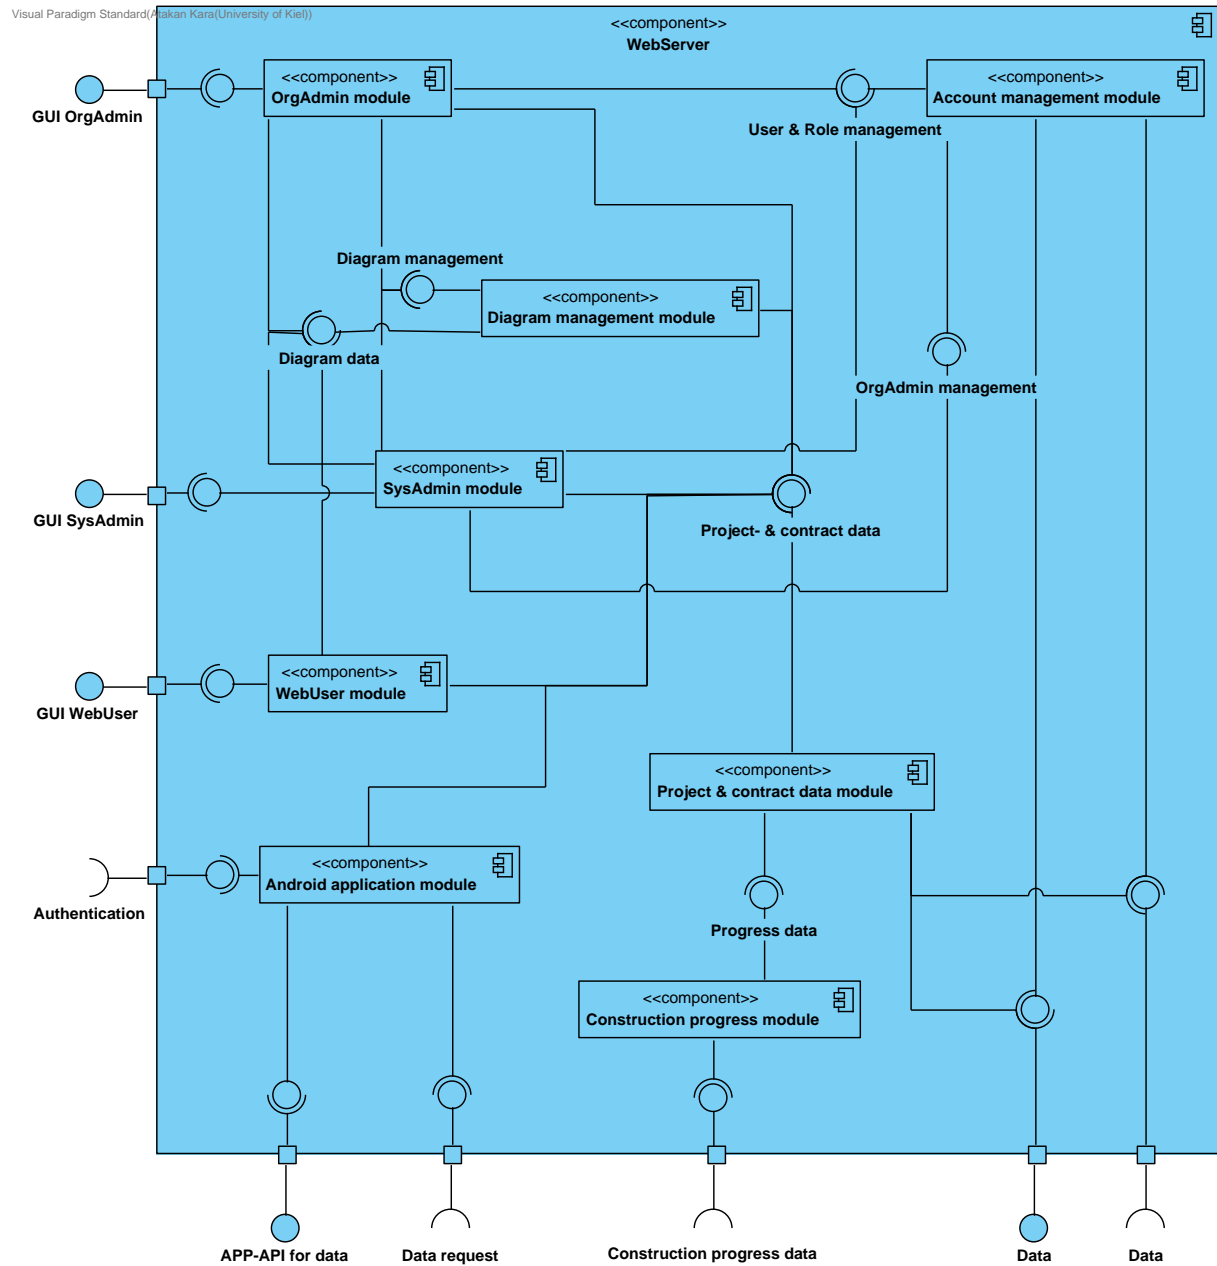 Visual Paradigm Standard(Atakan Kara(University of Kiel))
<<component>>
WebServer
<<component>>
OrgAdmin module
<<component>>
Account management module
GUI OrgAdmin
User & Role management
Diagram management
<<component>>
Diagram management module
Diagram data
OrgAdmin management
<<component>>
SysAdmin module
GUI SysAdmin
Project- & contract data
<<component>>
WebUser module
GUI WebUser
<<component>>
Project & contract data module
<<component>>
Android application module
Authentication
Progress data
<<component>>
Construction progress module
APP-API for data
Data request
Construction progress data
Data
Data